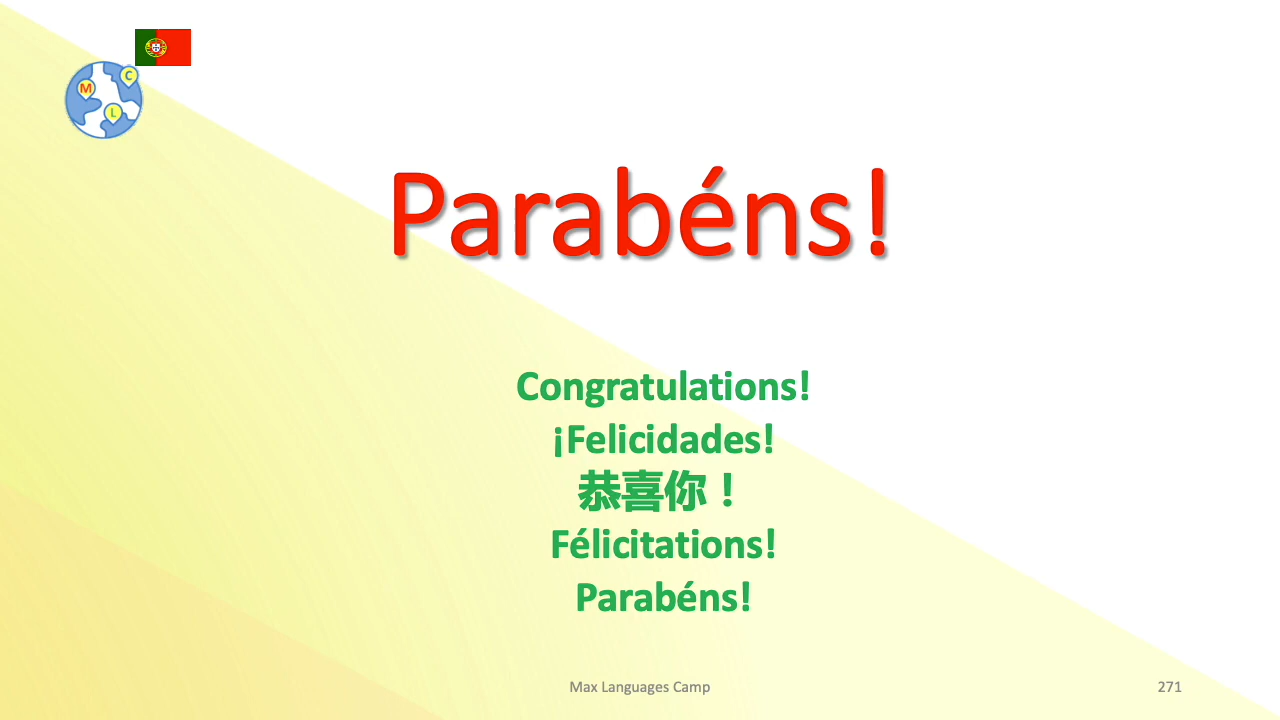 C
M
L
Parabéns!
Congratulations!
¡Felicidades!
恭喜你！
Félicitations!
Parabéns!
Max Languages Camp
271